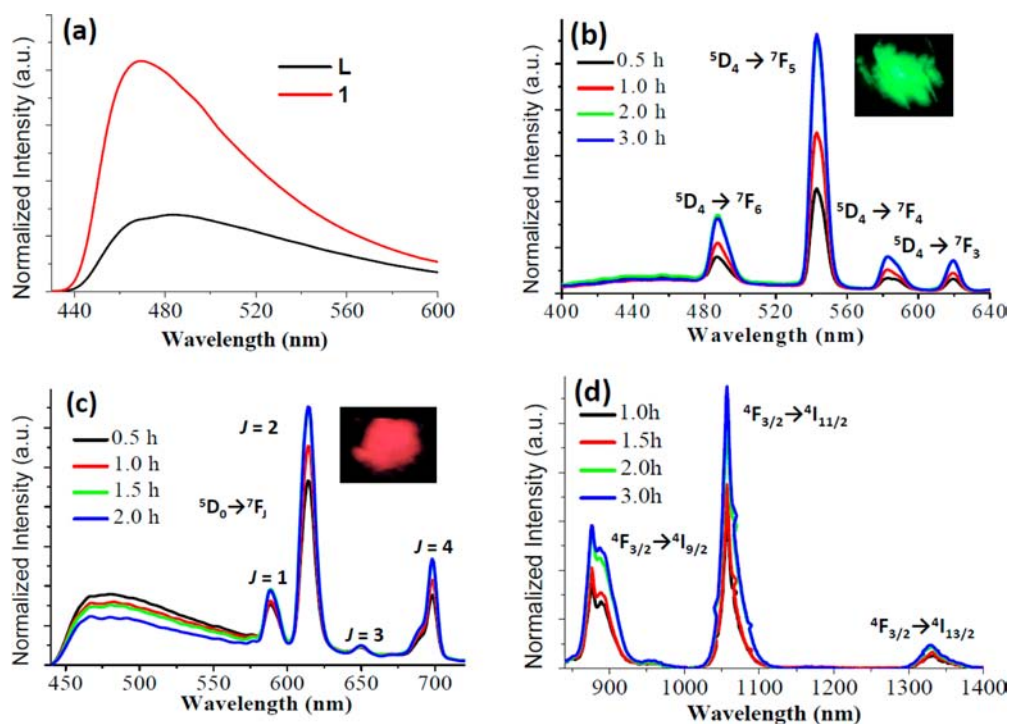 (a)
Normalized Intensity (a.u.)
L
1
440 480 520 560 600
Wavelength (nm)
(b)
Normalized Intensity (a.u.)
0.5 h
1.0 h
2.0 h
3.0 h
⁵D₄ → ⁷F₅
⁵D₄ → ⁷F₆
⁵D₄ → ⁷F₄
⁵D₄ → ⁷F₃
400 440 480 520 560 600 640
Wavelength (nm)
(c)
Normalized Intensity (a.u.)
0.5 h
1.0 h
1.5 h
2.0 h
J = 2
⁵D₀→⁷F_J
J = 1
J = 3
J = 4
450 500 550 600 650 700
Wavelength (nm)
(d)
Normalized Intensity (a.u.)
1.0h
1.5h
2.0h
3.0h
⁴F₃/₂→⁴I₁₁/₂
⁴F₃/₂→⁴I₉/₂
⁴F₃/₂→⁴I₁₃/₂
900 1000 1100 1200 1300 1400
Wavelength (nm)